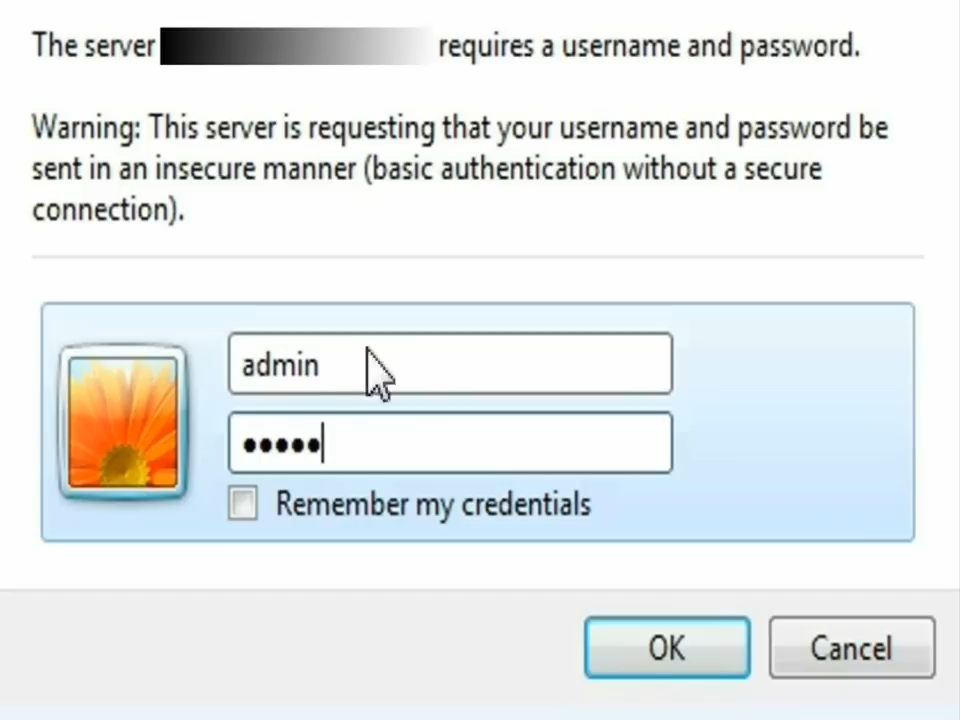 The server requires a username and password.
Warning: This server is requesting that your username and password be
sent in an insecure manner (basic authentication without a secure
connection).
admin
●●●●●
Remember my credentials
OK Cancel